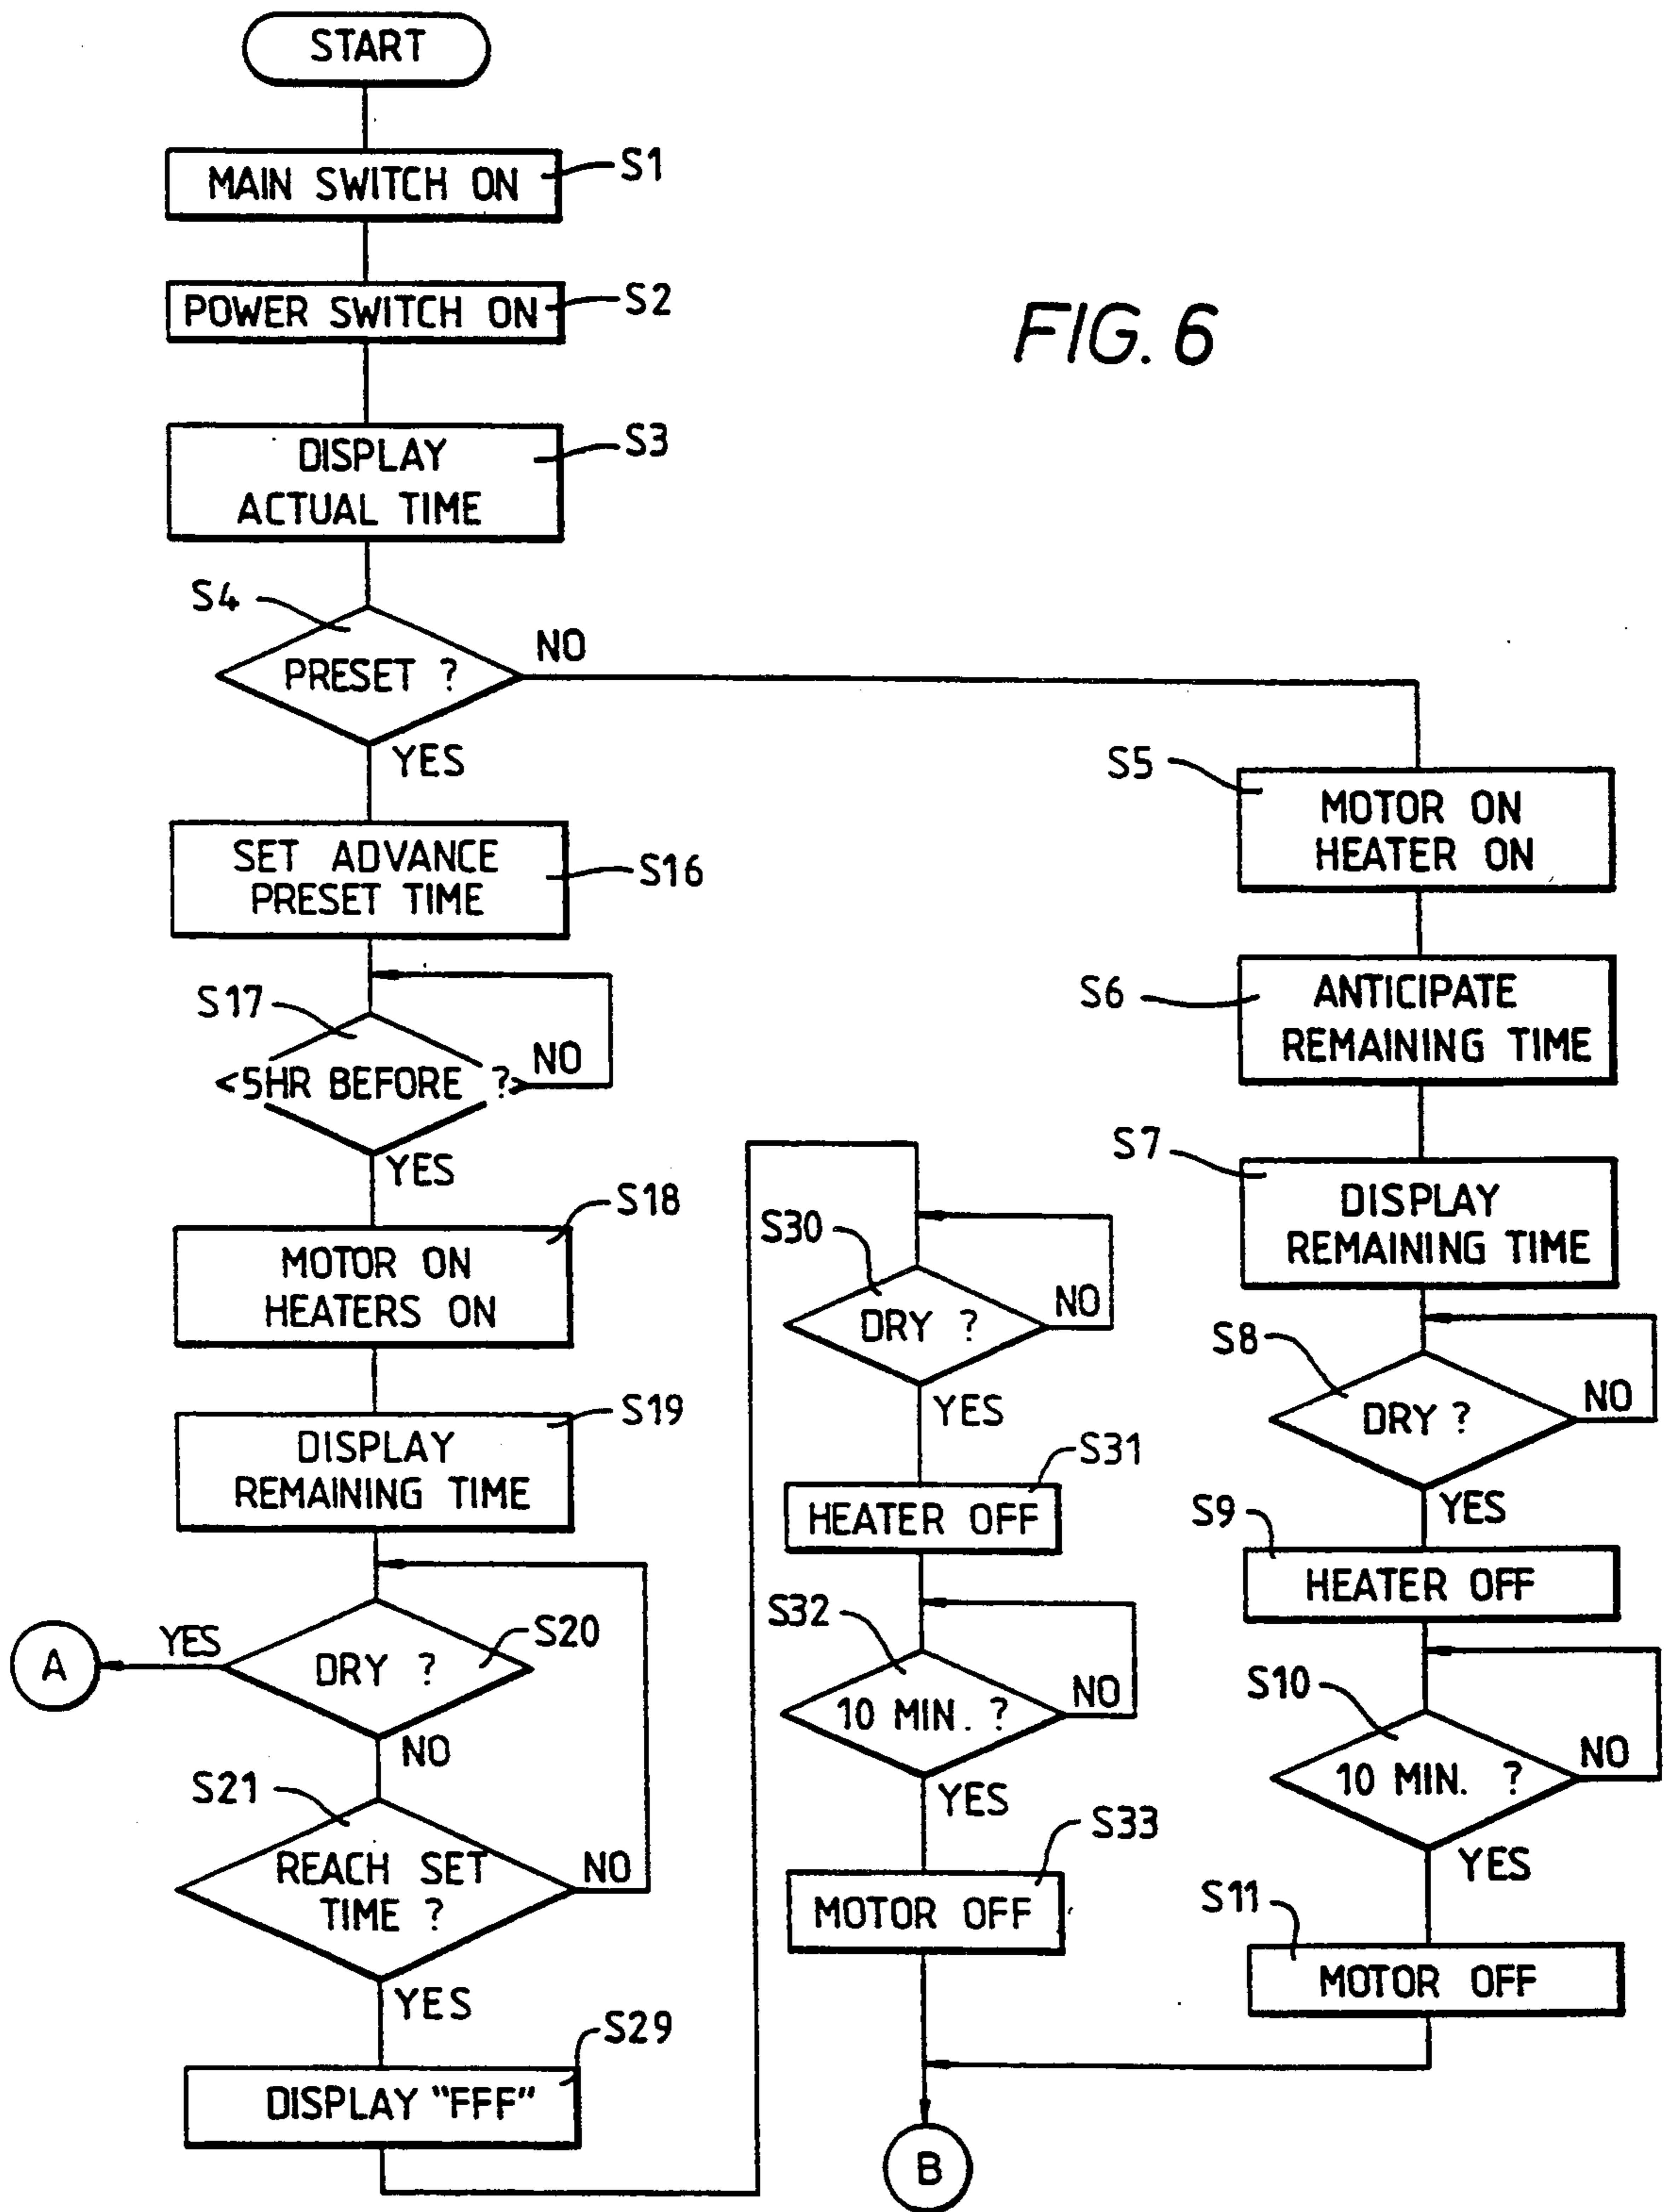 START
MAIN SWITCH ON
S1
POWER SWITCH ON
S2
FIG. 6
DISPLAY
ACTUAL TIME
S3
S4
PRESET ?
NO
YES
SET ADVANCE
PRESET TIME
S16
S17
<5HR BEFORE ?>
NO
YES
MOTOR ON
HEATERS ON
S18
DISPLAY
REMAINING TIME
S19
A
YES
DRY ?
S20
NO
S21
REACH SET
TIME ?
NO
YES
DISPLAY "FFF"
S29
S30
DRY ?
NO
YES
HEATER OFF
S31
S32
10 MIN. ?
NO
YES
MOTOR OFF
S33
B
S5
MOTOR ON
HEATER ON
S6
ANTICIPATE
REMAINING TIME
S7
DISPLAY
REMAINING TIME
S8
DRY ?
NO
YES
S9
HEATER OFF
S10
10 MIN. ?
NO
YES
S11
MOTOR OFF